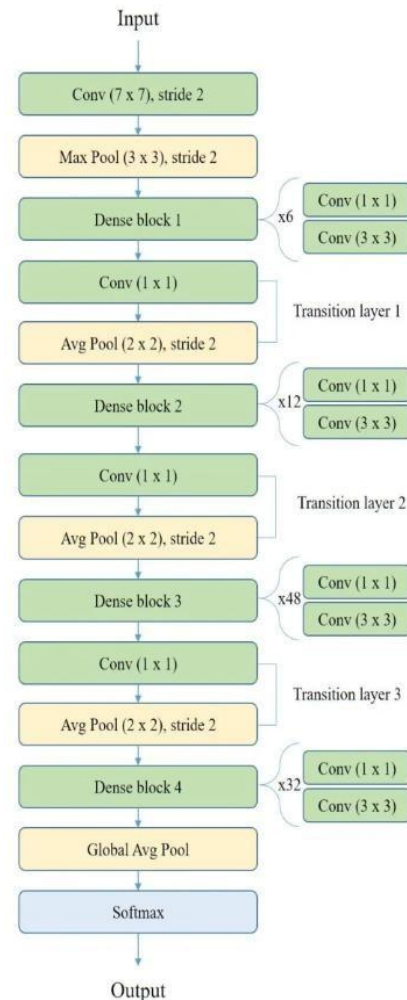 Input
Conv (7 x 7), stride 2
Max Pool (3 x 3), stride 2
Dense block 1
x6
Conv (1 x 1)
Conv (3 x 3)
Conv (1 x 1)
Avg Pool (2 x 2), stride 2
Transition layer 1
Dense block 2
x12
Conv (1 x 1)
Conv (3 x 3)
Conv (1 x 1)
Avg Pool (2 x 2), stride 2
Transition layer 2
Dense block 3
x48
Conv (1 x 1)
Conv (3 x 3)
Conv (1 x 1)
Avg Pool (2 x 2), stride 2
Transition layer 3
Dense block 4
x32
Conv (1 x 1)
Conv (3 x 3)
Global Avg Pool
Softmax
Output